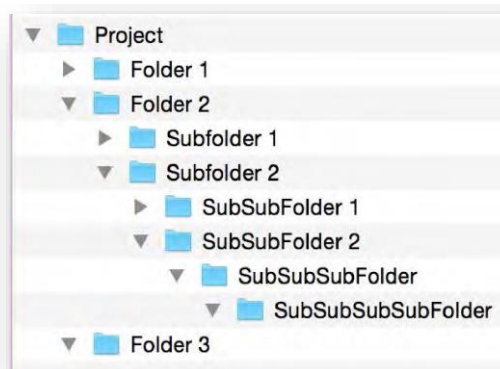 Project
Folder 1
Folder 2
Subfolder 1
Subfolder 2
SubSubFolder 1
SubSubFolder 2
SubSubSubFolder
SubSubSubSubFolder
Folder 3